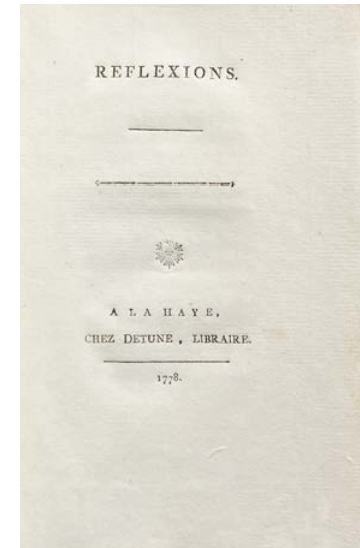 REFLEXIONS.
A LA HAYE,
CHEZ DETUNE, LIBRAIRE.
1778.